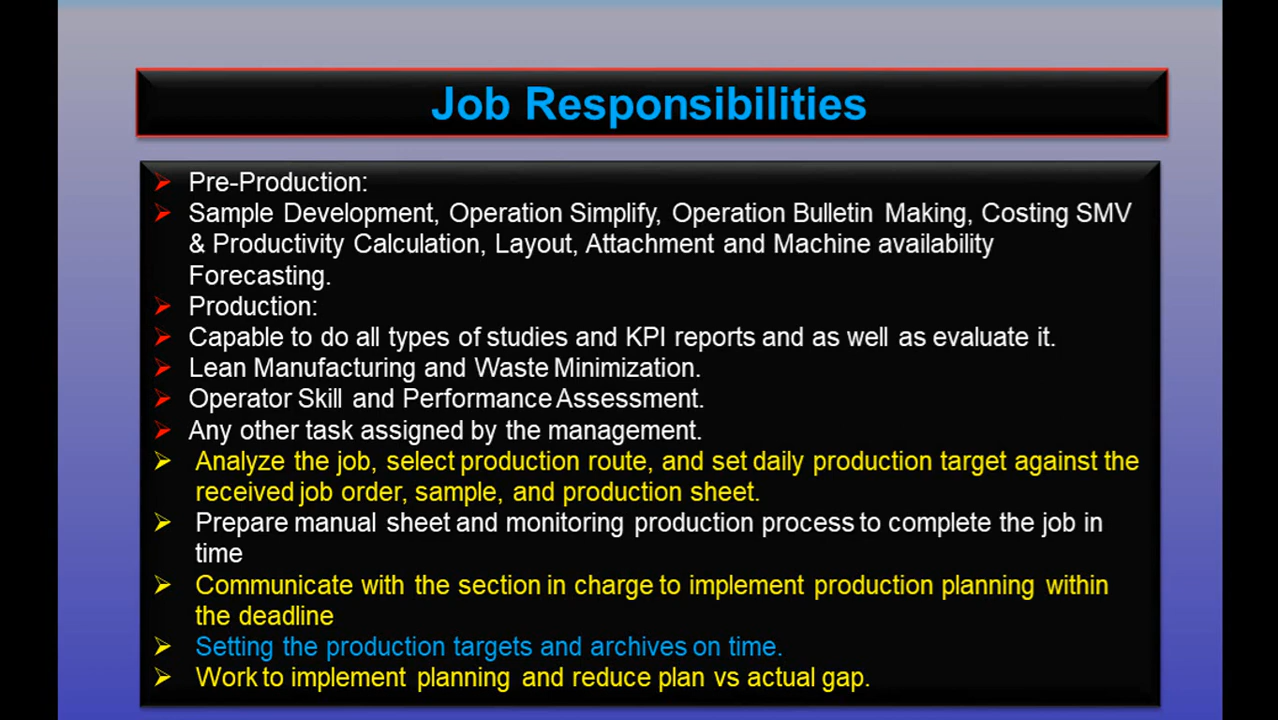 Job Responsibilities
Pre-Production:
Sample Development, Operation Simplify, Operation Bulletin Making, Costing SMV
& Productivity Calculation, Layout, Attachment and Machine availability
Forecasting.
Production:
Capable to do all types of studies and KPI reports and as well as evaluate it.
Lean Manufacturing and Waste Minimization.
Operator Skill and Performance Assessment.
Any other task assigned by the management.
Analyze the job, select production route, and set daily production target against the
received job order, sample, and production sheet.
Prepare manual sheet and monitoring production process to complete the job in
time
Communicate with the section in charge to implement production planning within
the deadline
Setting the production targets and archives on time.
Work to implement planning and reduce plan vs actual gap.